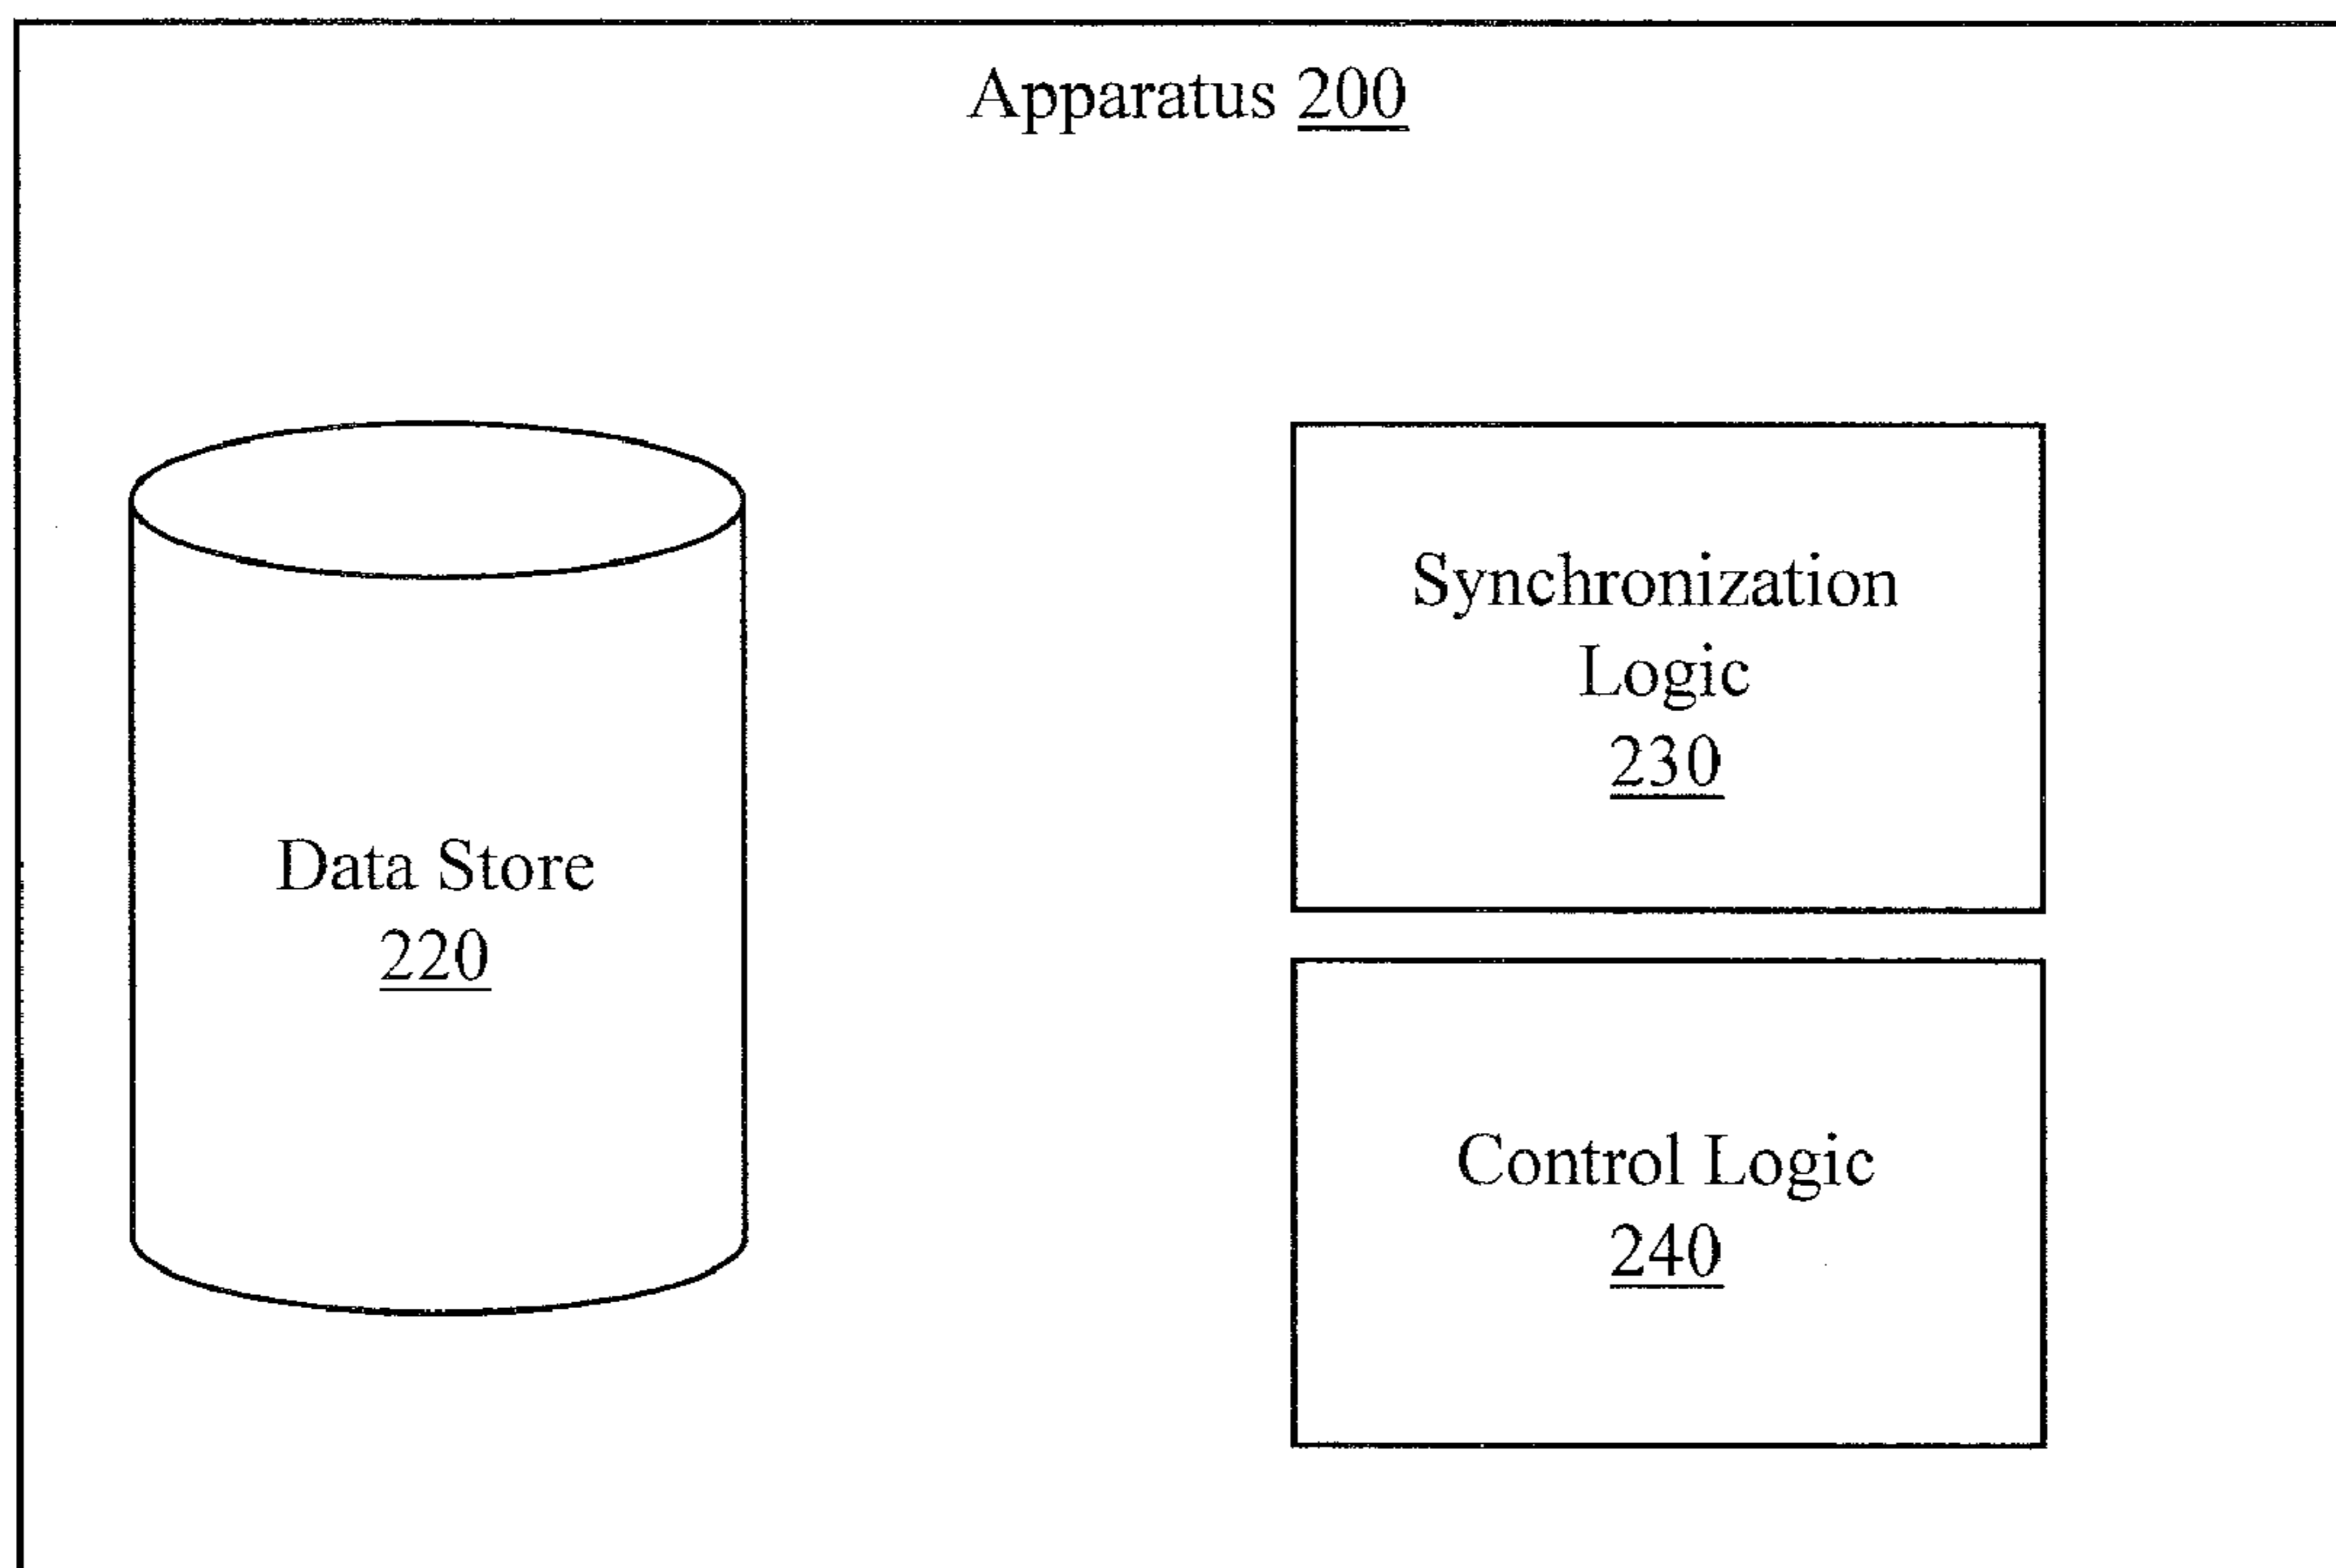 Apparatus 200
Synchronization
Logic
230
Data Store
220
Control Logic
240